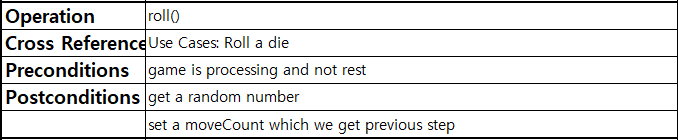 Operation roll()
Cross Reference Use Cases: Roll a die
Preconditions game is processing and not rest
Postconditions get a random number
set a moveCount which we get previous step